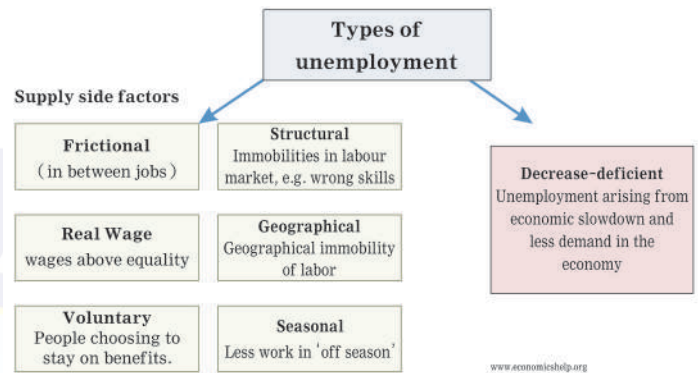 Types of
unemployment
Supply side factors
Frictional
(in between jobs)
Structural
Immobilities in labour
market, e.g. wrong skills
Real Wage
wages above equality
Geographical
Geographical immobility
of labor
Voluntary
People choosing to
stay on benefits.
Seasonal
Less work in ‘off season’
Decrease-deficient
Unemployment arising from
economic slowdown and
less demand in the
economy
www.economicshelp.org